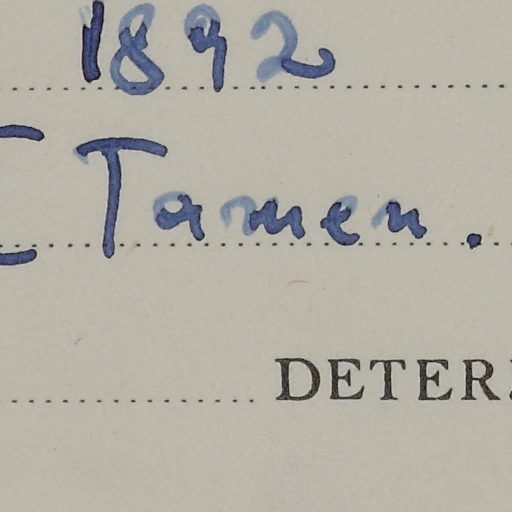 1892
I Tamen.
DETER